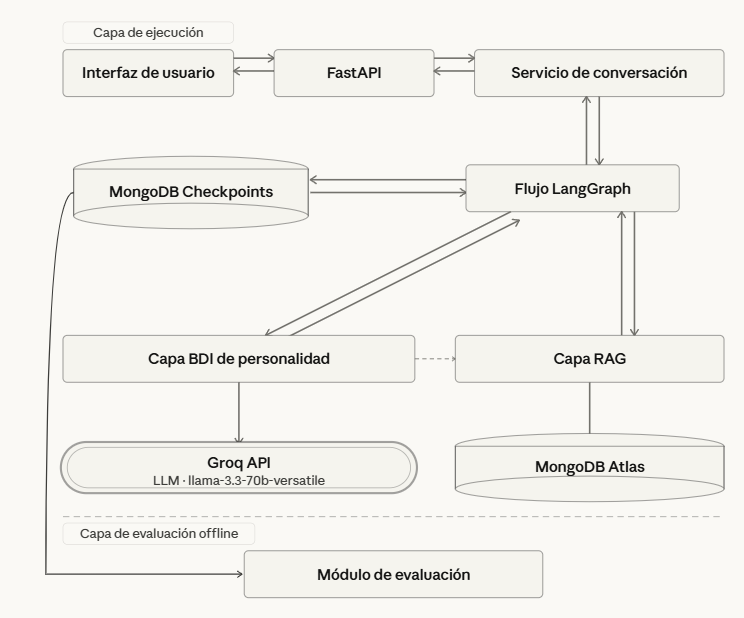 Capa de ejecución
Interfaz de usuario
FastAPI
Servicio de conversación
MongoDB Checkpoints
Flujo LangGraph
Capa BDI de personalidad
Capa RAG
Groq API
LLM · llama-3.3-70b-versatile
MongoDB Atlas
Capa de evaluación offline
Módulo de evaluación